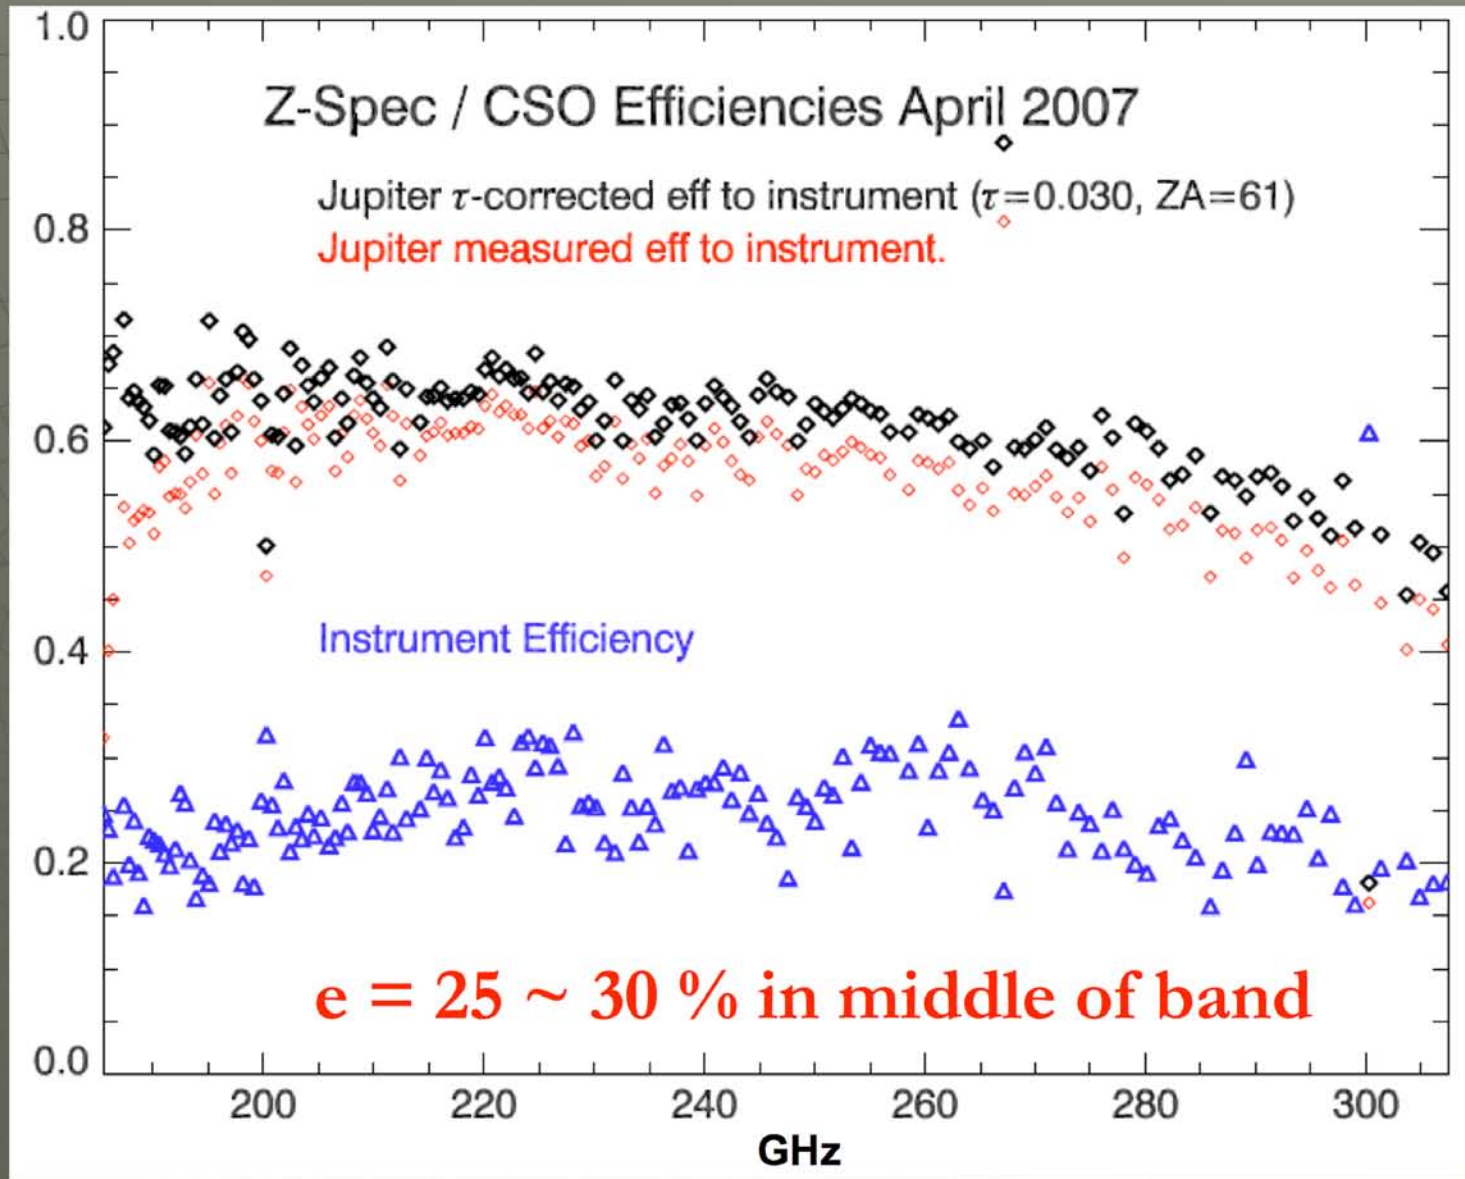 Z-Spec / CSO Efficiencies April 2007
Jupiter τ-corrected eff to instrument (τ=0.030, ZA=61)
Jupiter measured eff to instrument.
Instrument Efficiency
e = 25 ~ 30 % in middle of band
1.0
0.8
0.6
0.4
0.2
0.0
200 220 240 260 280 300
GHz